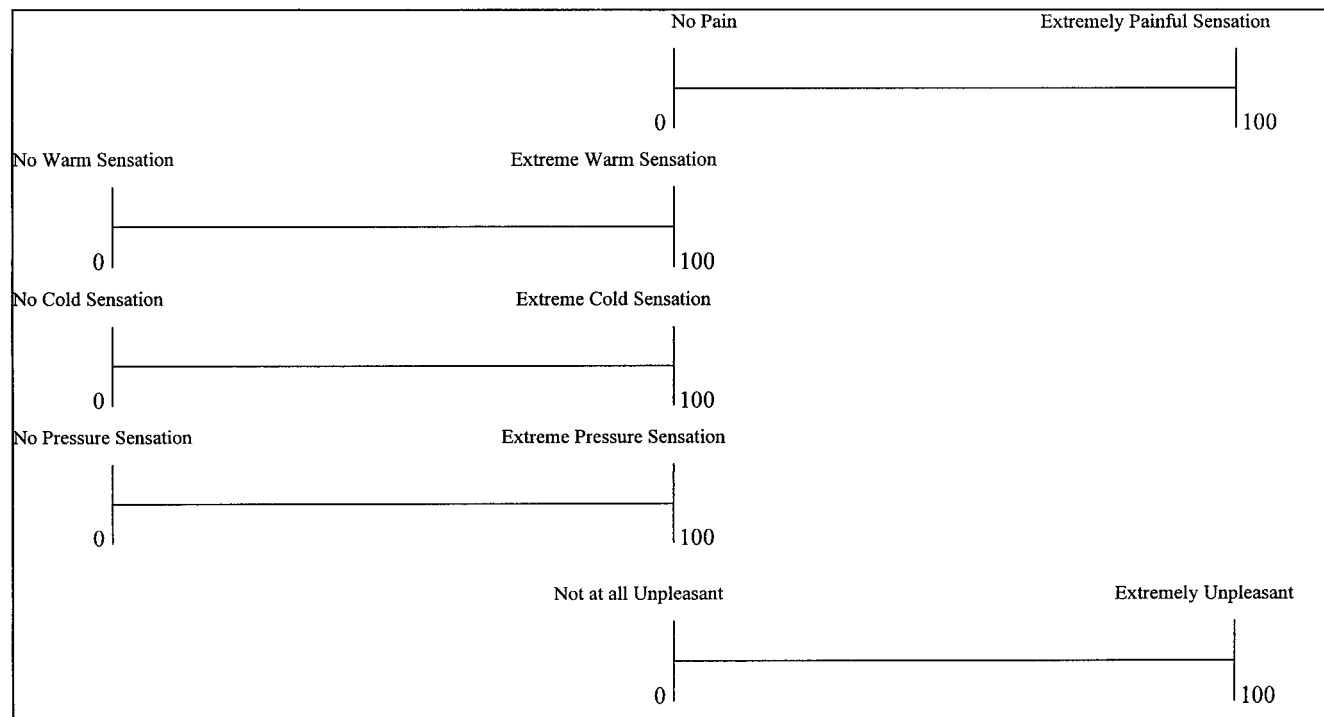 No Pain Extremely Painful Sensation
0 100
No Warm Sensation Extreme Warm Sensation
0 100
No Cold Sensation Extreme Cold Sensation
0 100
No Pressure Sensation Extreme Pressure Sensation
0 100
Not at all Unpleasant Extremely Unpleasant
0 100